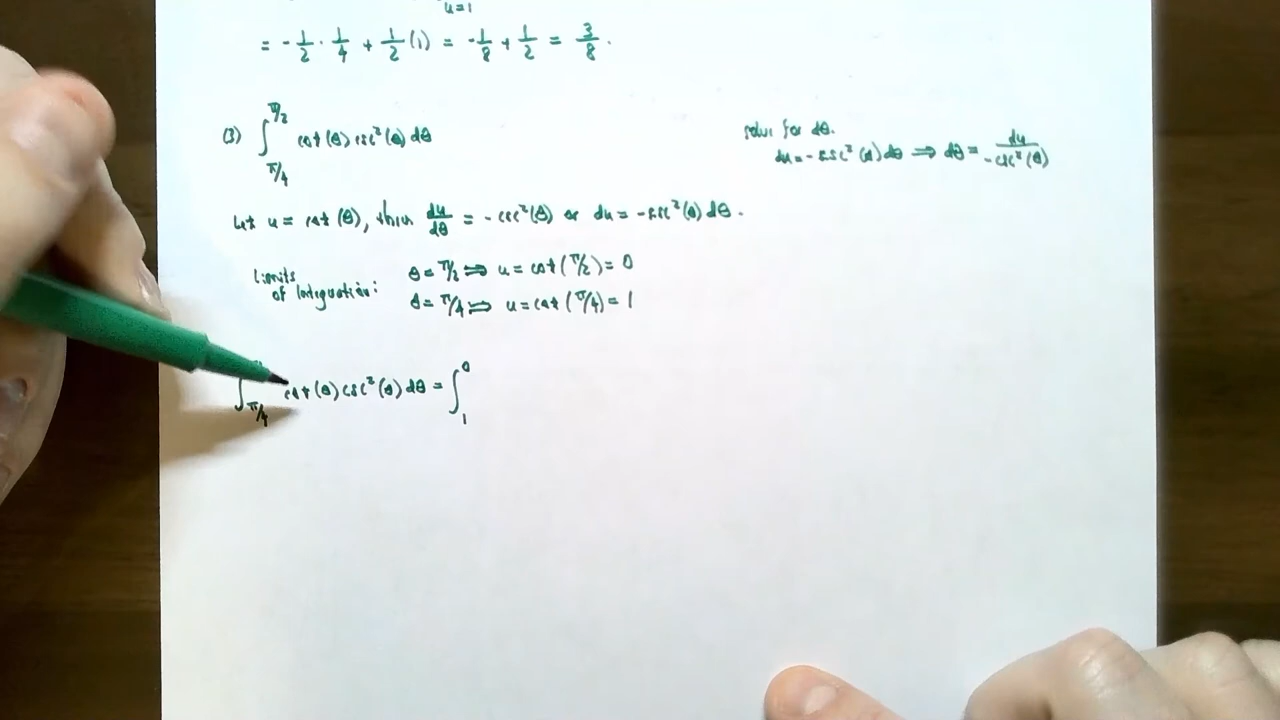 u=1
= -1/2 · 1/4 + 1/2 (1) = -1/8 + 1/2 = 3/8 .
(3) ∫_{π/4}^{π/2} cot(θ) csc²(θ) dθ
solve for dθ.
du = -csc²(θ) dθ ⟹ dθ = du/-csc²(θ)
Let u = cot(θ), then du/dθ = -csc²(θ) or du = -csc²(θ) dθ .
Limits
of Integration:
θ = π/2 ⟹ u = cot(π/2) = 0
θ = π/4 ⟹ u = cot(π/4) = 1
∫_{π/4} cot(θ) csc²(θ) dθ = ∫_1^0